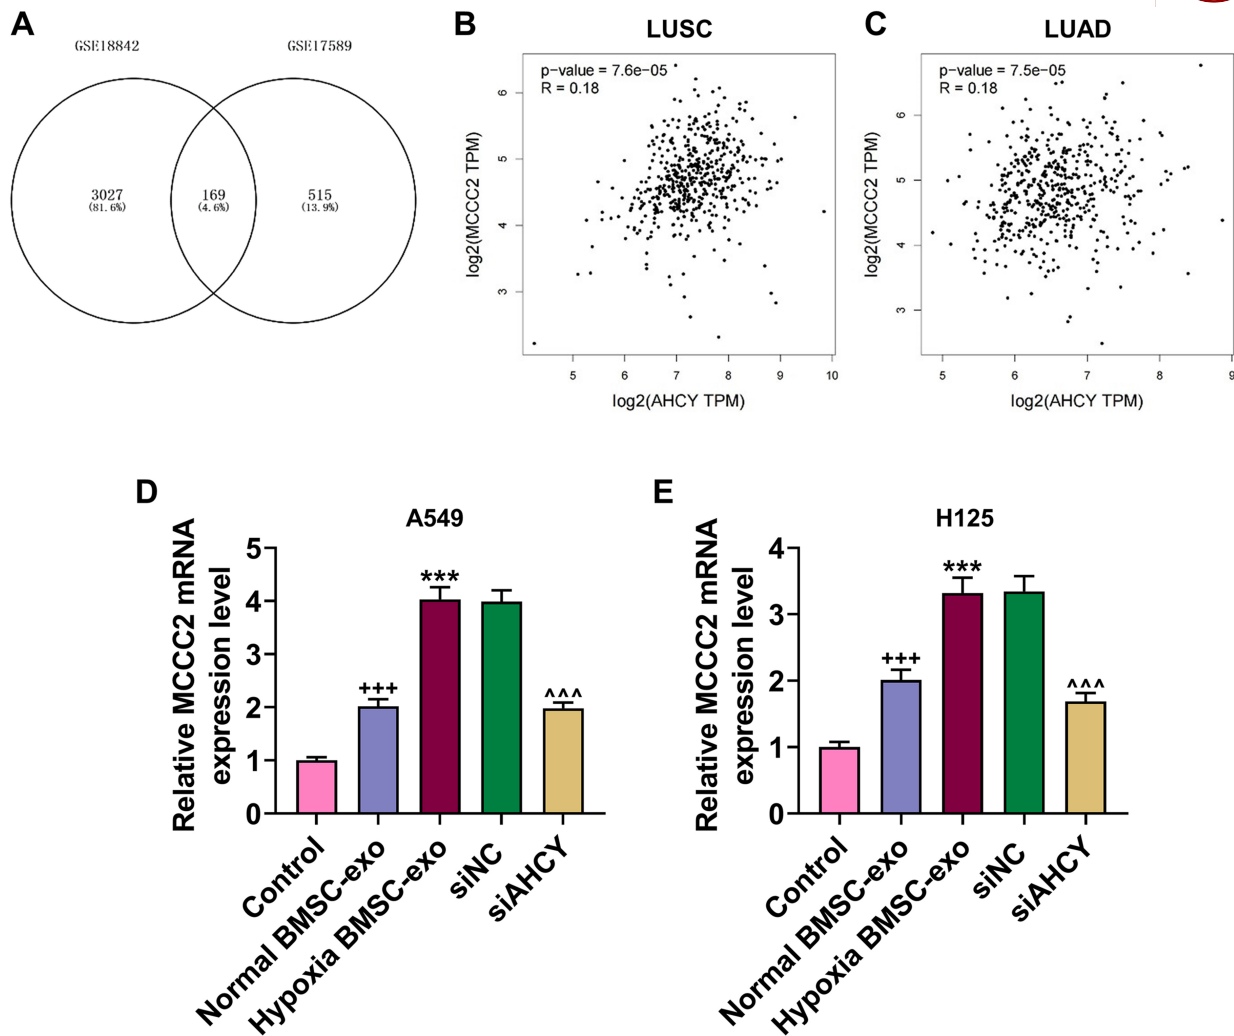 A
GSE18842
GSE17589
3027
(81.6%)
169
(4.6%)
515
(13.9%)
B
LUSC
p-value = 7.6e-05
R = 0.18
log2(MCCC2 TPM)
6
5
4
3
5 6 7 8 9 10
log2(AHCY TPM)
C
LUAD
p-value = 7.5e-05
R = 0.18
log2(MCCC2 TPM)
6
5
4
3
5 6 7 8 9
log2(AHCY TPM)
D
A549
Relative MCCC2 mRNA
expression level
5
4
3
2
1
0
+++
***
^^^
Control
Normal BMSC-exo
Hypoxia BMSC-exo
siNC
siAHCY
E
H125
Relative MCCC2 mRNA
expression level
4
3
2
1
0
+++
***
^^^
Control
Normal BMSC-exo
Hypoxia BMSC-exo
siNC
siAHCY